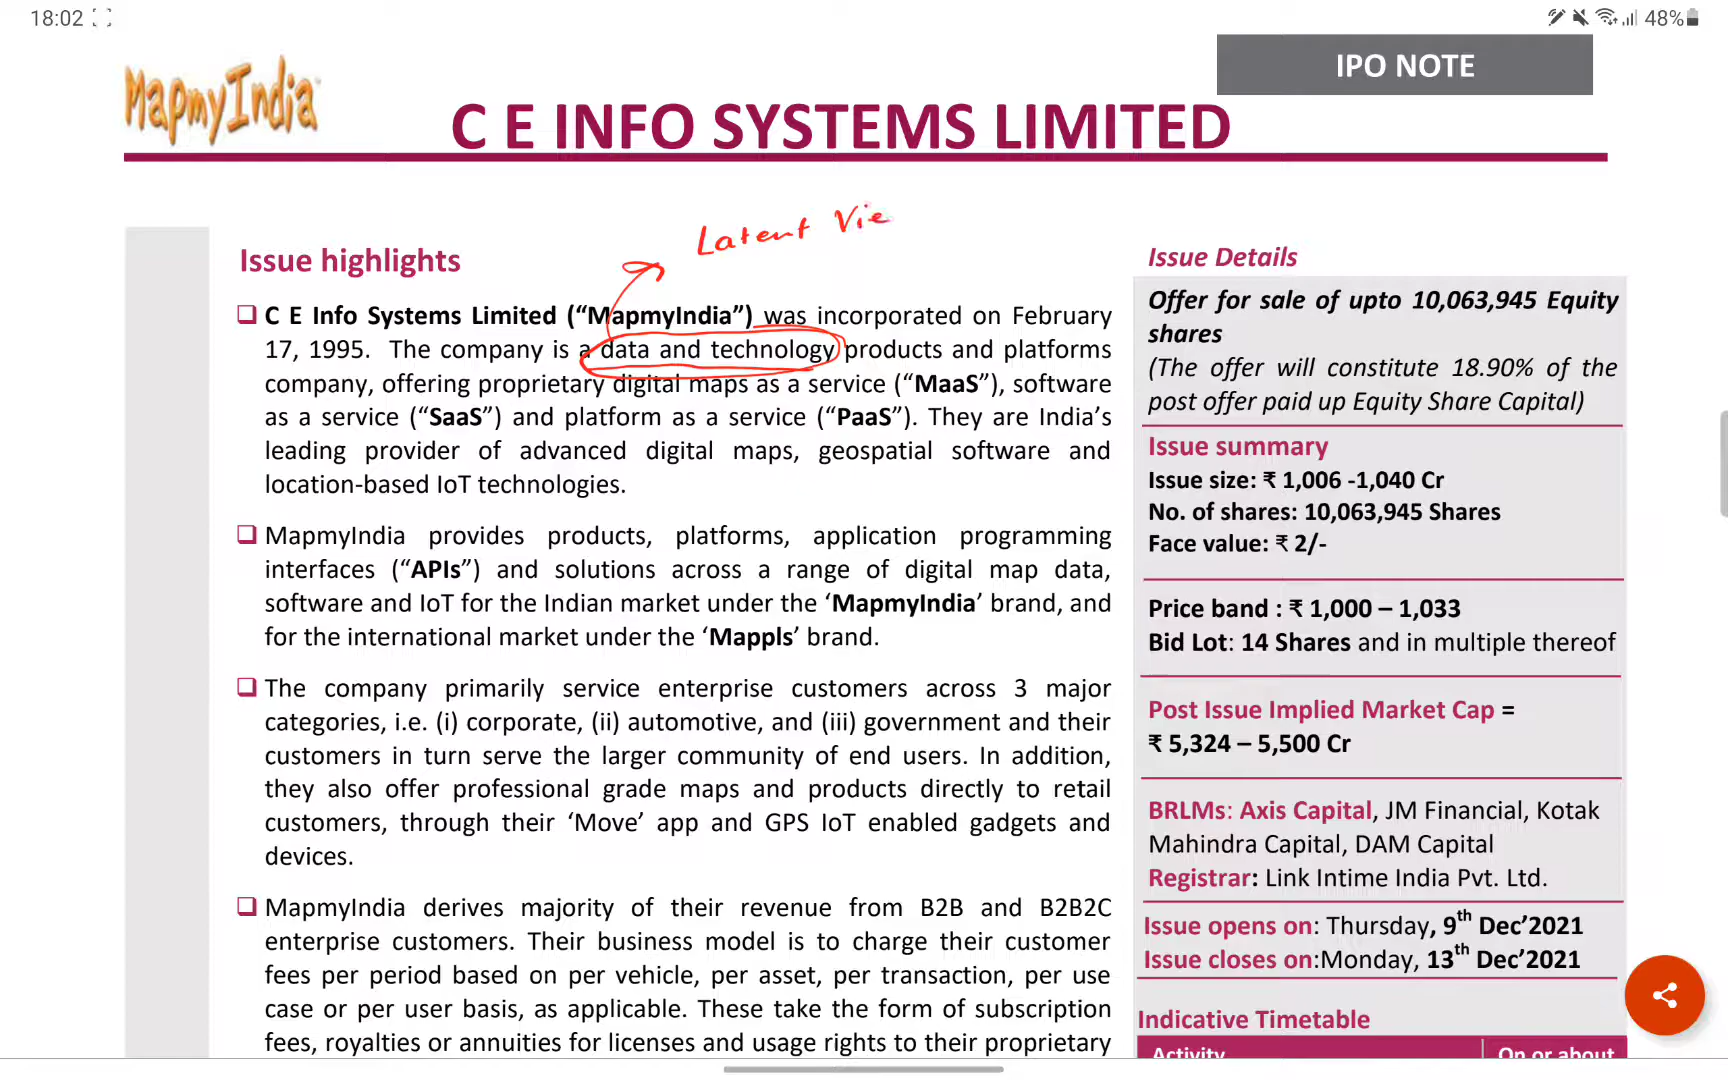 18:02
48%
MapmyIndia
IPO NOTE
C E INFO SYSTEMS LIMITED
Latent Vie
Issue highlights
❑ C E Info Systems Limited (“MapmyIndia”) was incorporated on February
17, 1995. The company is a data and technology products and platforms
company, offering proprietary digital maps as a service (“MaaS”), software
as a service (“SaaS”) and platform as a service (“PaaS”). They are India’s
leading provider of advanced digital maps, geospatial software and
location-based IoT technologies.
❑ MapmyIndia provides products, platforms, application programming
interfaces (“APIs”) and solutions across a range of digital map data,
software and IoT for the Indian market under the ‘MapmyIndia’ brand, and
for the international market under the ‘Mappls’ brand.
❑ The company primarily service enterprise customers across 3 major
categories, i.e. (i) corporate, (ii) automotive, and (iii) government and their
customers in turn serve the larger community of end users. In addition,
they also offer professional grade maps and products directly to retail
customers, through their ‘Move’ app and GPS IoT enabled gadgets and
devices.
❑ MapmyIndia derives majority of their revenue from B2B and B2B2C
enterprise customers. Their business model is to charge their customer
fees per period based on per vehicle, per asset, per transaction, per use
case or per user basis, as applicable. These take the form of subscription
fees, royalties or annuities for licenses and usage rights to their proprietary
Issue Details
Offer for sale of upto 10,063,945 Equity
shares
(The offer will constitute 18.90% of the
post offer paid up Equity Share Capital)
Issue summary
Issue size: ₹ 1,006 -1,040 Cr
No. of shares: 10,063,945 Shares
Face value: ₹ 2/-
Price band : ₹ 1,000 – 1,033
Bid Lot: 14 Shares and in multiple thereof
Post Issue Implied Market Cap =
₹ 5,324 – 5,500 Cr
BRLMs: Axis Capital, JM Financial, Kotak
Mahindra Capital, DAM Capital
Registrar: Link Intime India Pvt. Ltd.
Issue opens on: Thursday, 9th Dec’2021
Issue closes on:Monday, 13th Dec’2021
Indicative Timetable
Activity On or about